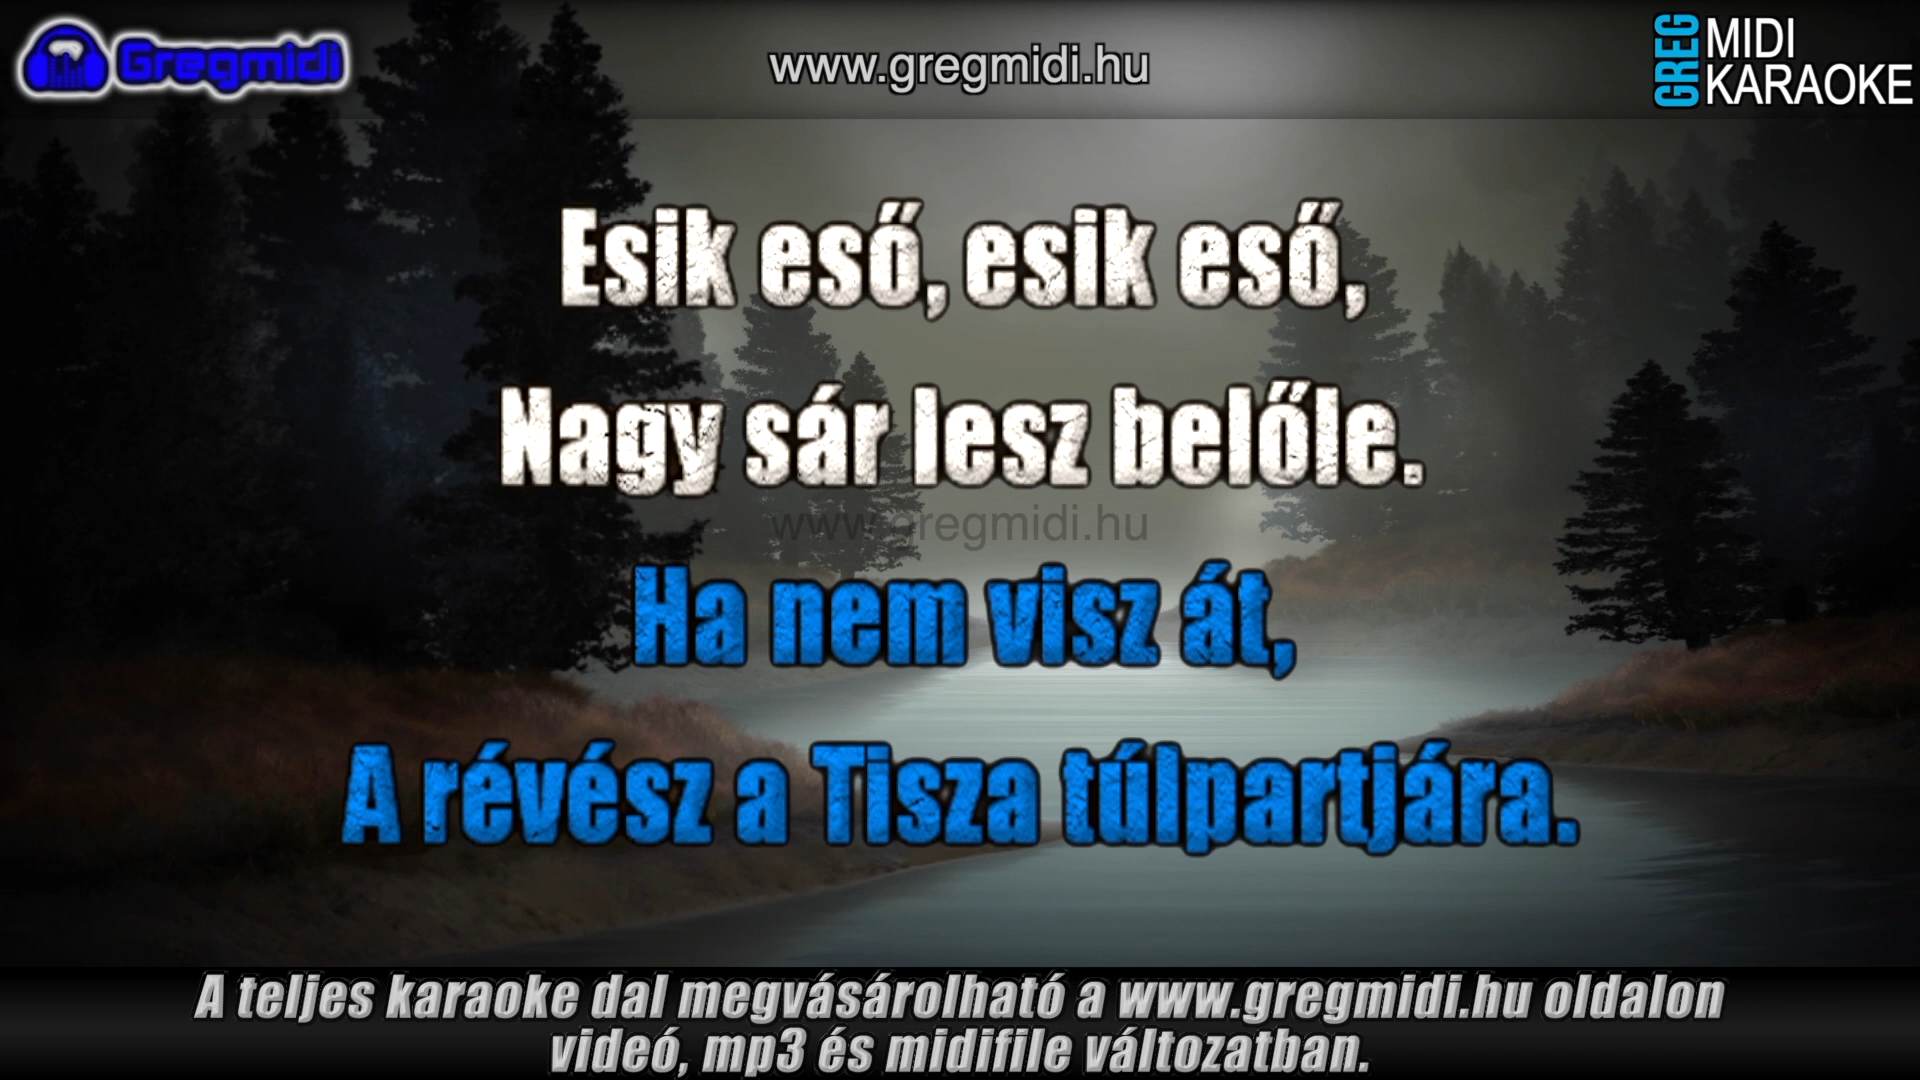 Gregmidi
www.gregmidi.hu
GREG
MIDI
KARAOKE
Esik eső, esik eső,
Nagy sár lesz belőle.
www.gregmidi.hu
Ha nem visz át,
A révész a Tisza túlpartjára.
A teljes karaoke dal megvásárolható a www.gregmidi.hu oldalon
videó, mp3 és midifile változatban.